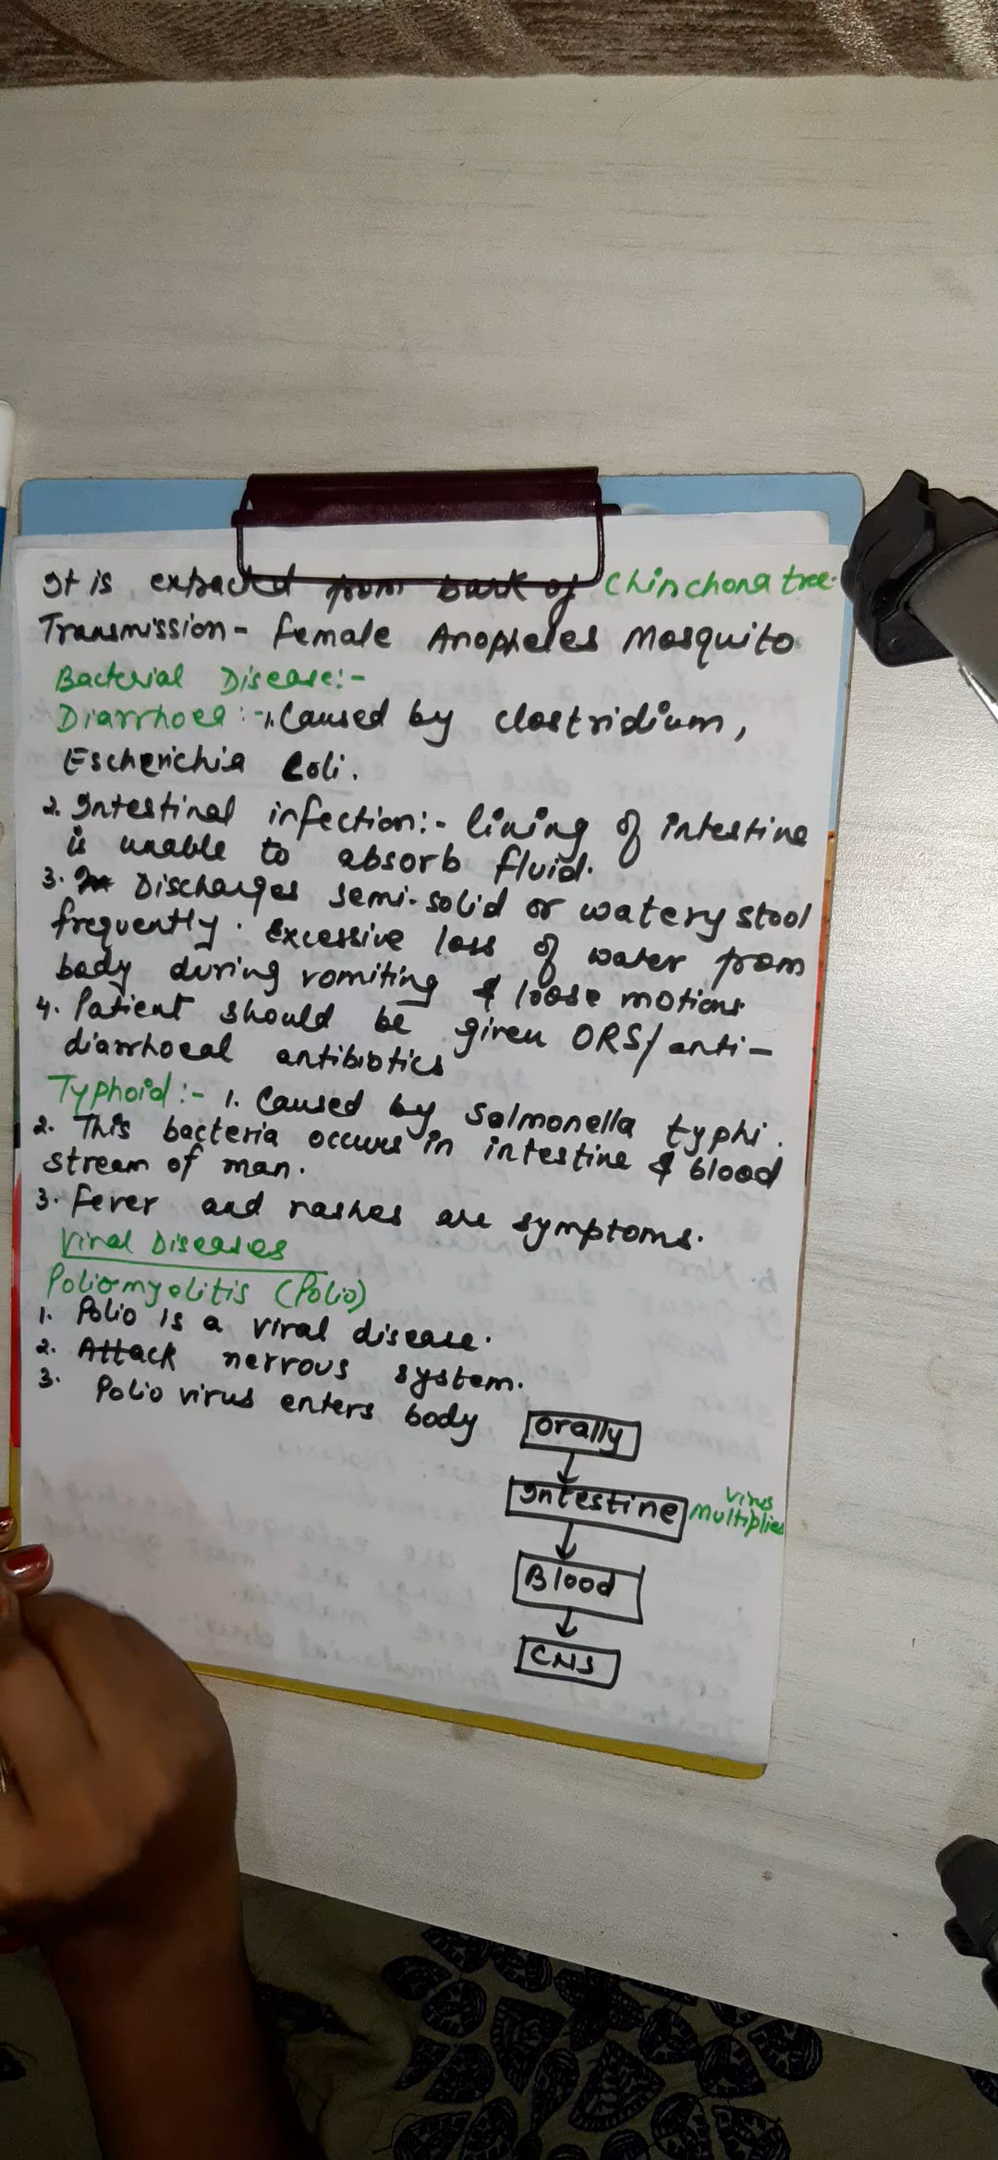 It is extracted from bark of Chinchona tree.
Transmission - Female Anopheles Mosquito
Bacterial Disease:-
Diarrhoea:- 1. Caused by clostridium,
Escherichia Coli.
2. Intestinal infection:- lining of intestine
is unable to absorb fluid.
3. Discharges semi-solid or watery stool
frequently. Excessive loss of water from
body during vomiting & loose motions
4. Patient should be given ORS/anti-
diarrhoeal antibiotics
Typhoid:- 1. Caused by Salmonella typhi.
2. This bacteria occurs in intestine & blood
stream of man.
3. Fever and rashes are symptoms.
Viral Diseases
Poliomyolitis (Polio)
1. Polio is a viral disease.
2. Attack nervous system.
3. Polio virus enters body
Orally
Intestine virus
multiplies
Blood
CNS